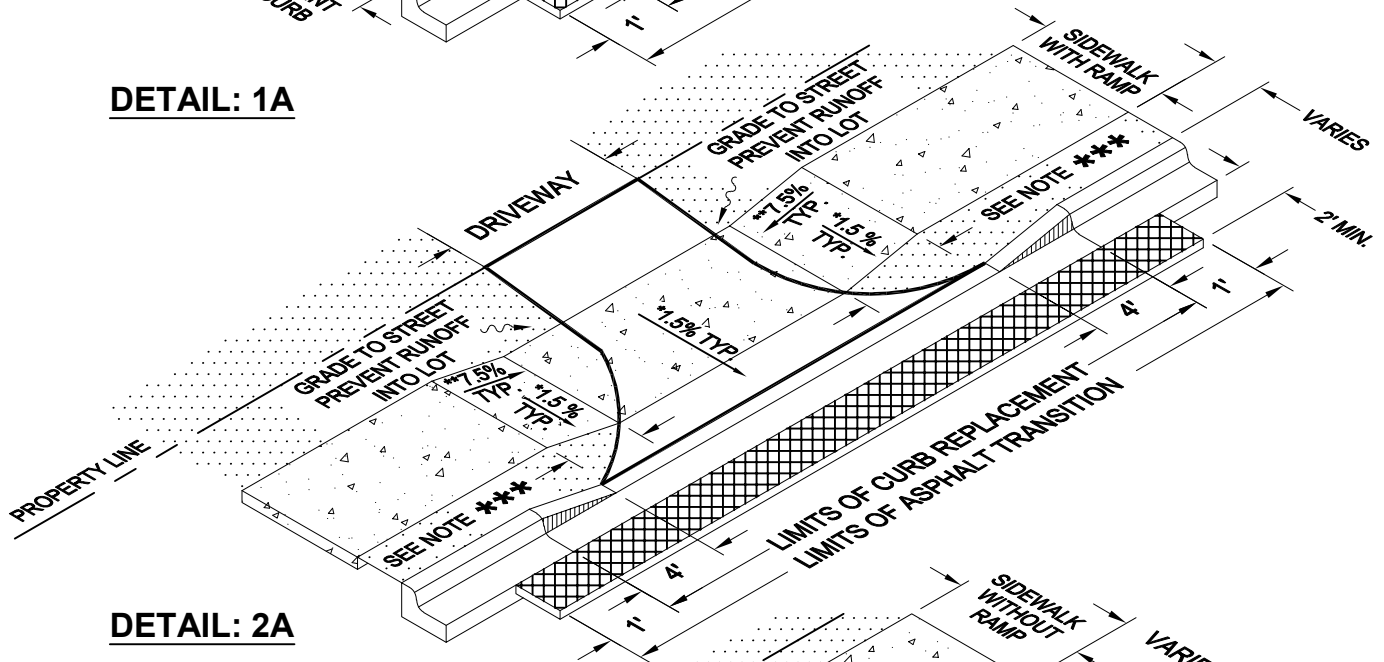 CURB
1'
DETAIL: 1A
SIDEWALK
WITH RAMP
VARIES
GRADE TO STREET
PREVENT RUNOFF
INTO LOT
DRIVEWAY
SEE NOTE ***
**7.5%
TYP.
*1.5 %
TYP.
2' MIN.
1'
4'
*1.5% TYP.
GRADE TO STREET
PREVENT RUNOFF
INTO LOT
**7.5%
TYP.
*1.5 %
TYP.
PROPERTY LINE
SEE NOTE ***
LIMITS OF CURB REPLACEMENT
LIMITS OF ASPHALT TRANSITION
4'
1'
DETAIL: 2A
SIDEWALK
WITHOUT
RAMP